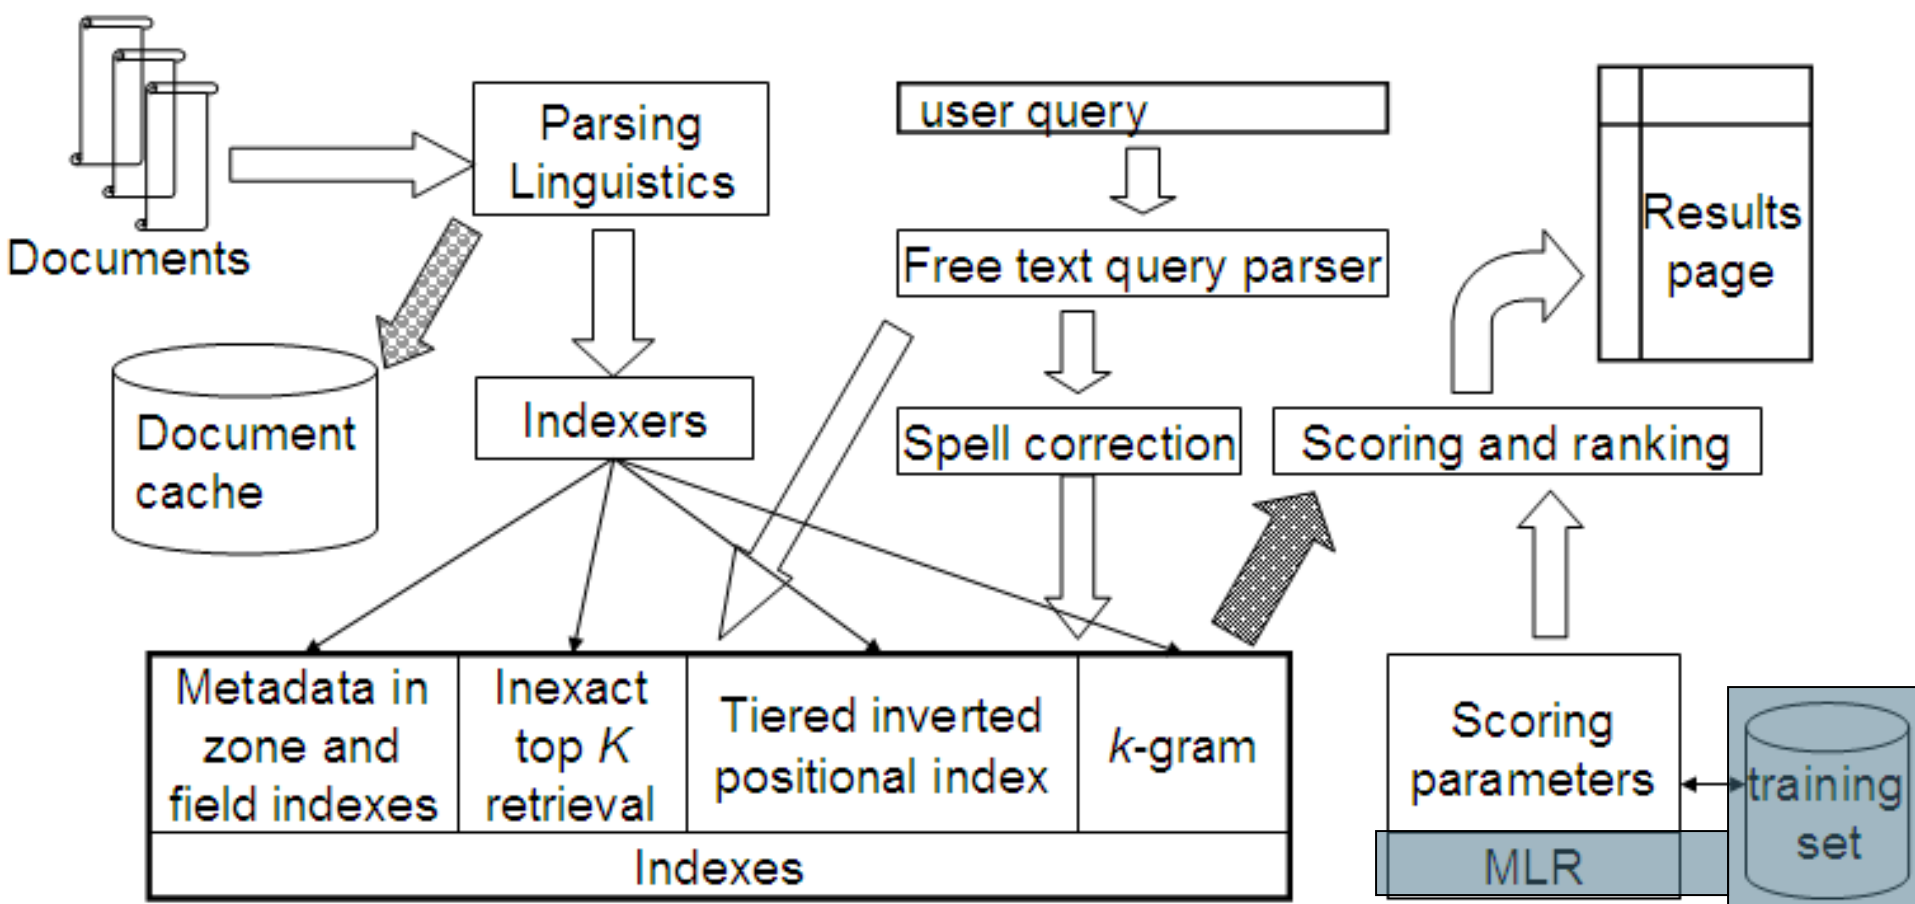 Documents
Parsing
Linguistics
user query
Results
page
Free text query parser
Document
cache
Indexers
Spell correction
Scoring and ranking
Metadata in
zone and
field indexes
Inexact
top K
retrieval
Tiered inverted
positional index
k-gram
Indexes
Scoring
parameters
MLR
training
set